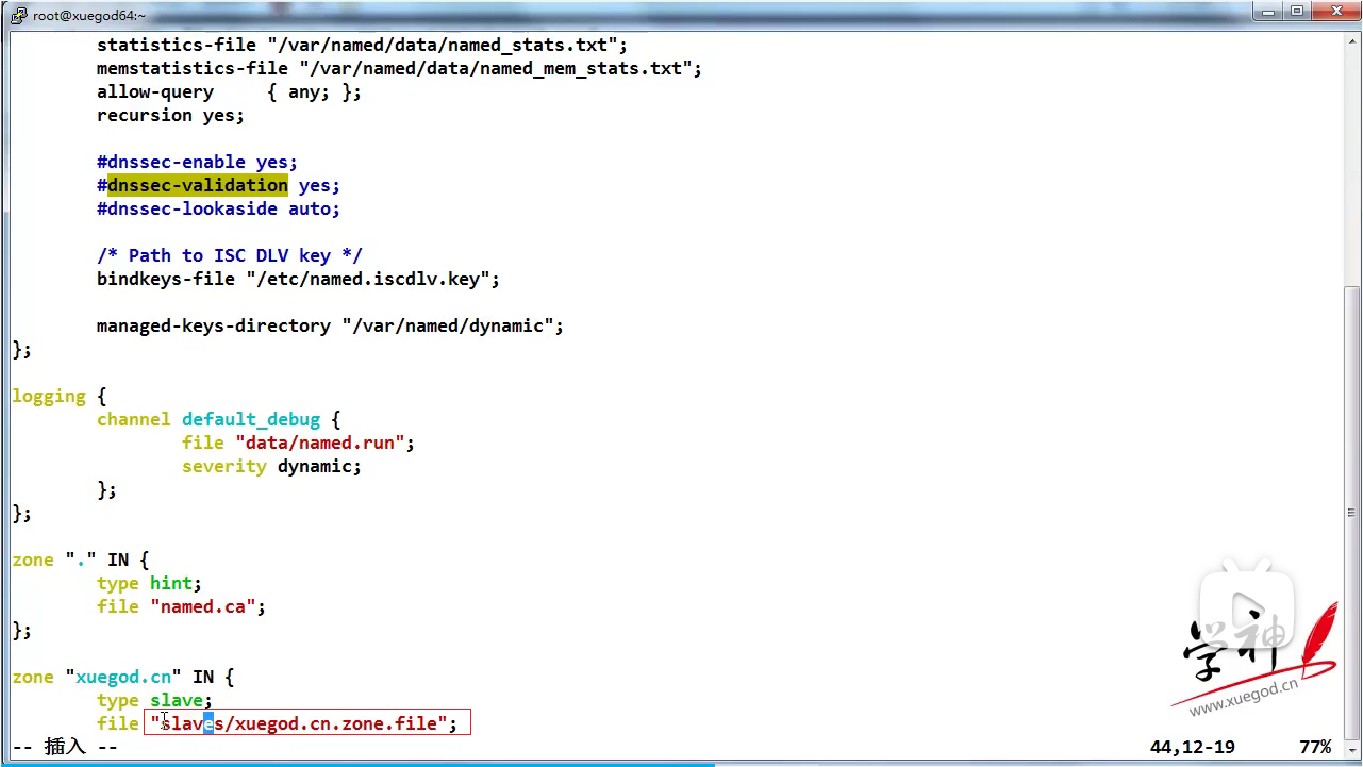 root@xuegod64:~
statistics-file "/var/named/data/named_stats.txt";
memstatistics-file "/var/named/data/named_mem_stats.txt";
allow-query     { any; };
recursion yes;
#dnssec-enable yes;
#dnssec-validation yes;
#dnssec-lookaside auto;
/* Path to ISC DLV key */
bindkeys-file "/etc/named.iscdlv.key";
managed-keys-directory "/var/named/dynamic";
};
logging {
channel default_debug {
file "data/named.run";
severity dynamic;
};
};
zone "." IN {
type hint;
file "named.ca";
};
zone "xuegod.cn" IN {
type slave;
file "slaves/xuegod.cn.zone.file";
-- 插入 --
44,12-19
77%
学神
www.xuegod.cn